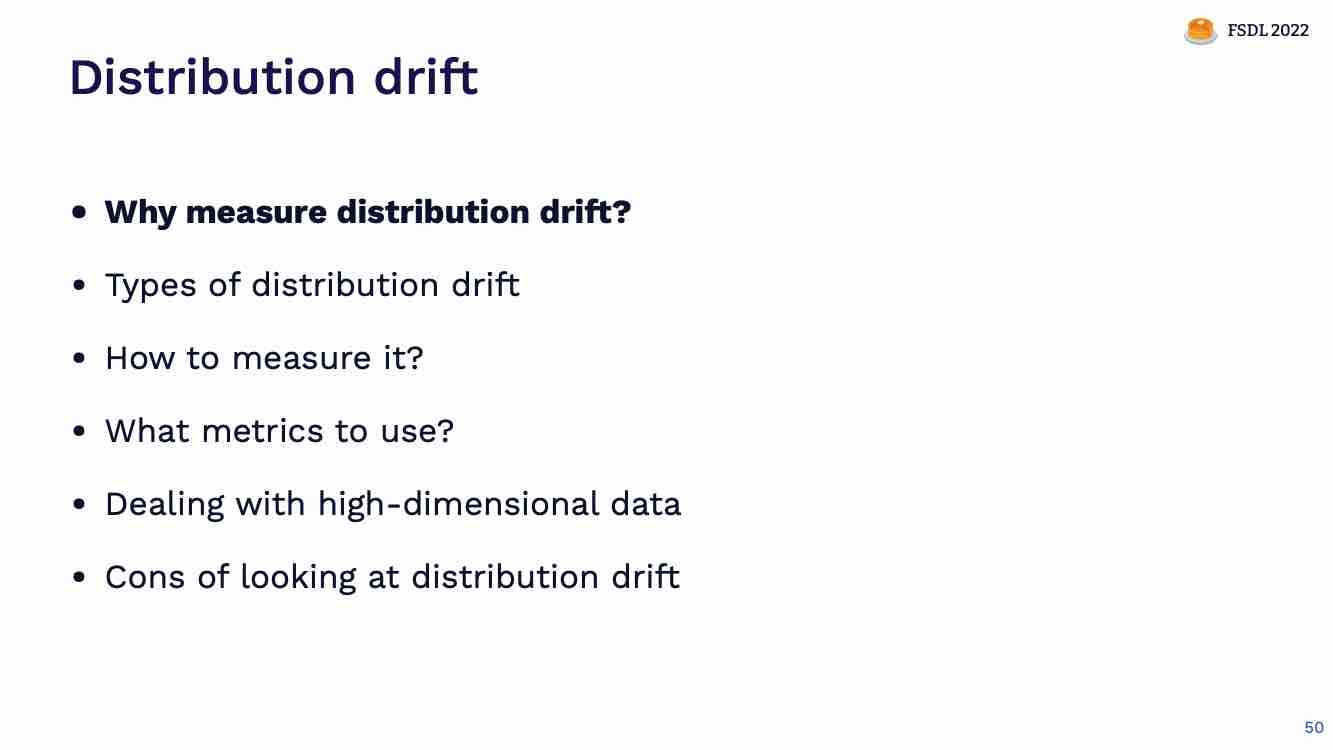 FSDL 2022
Distribution drift
• Why measure distribution drift?
• Types of distribution drift
• How to measure it?
• What metrics to use?
• Dealing with high-dimensional data
• Cons of looking at distribution drift
50